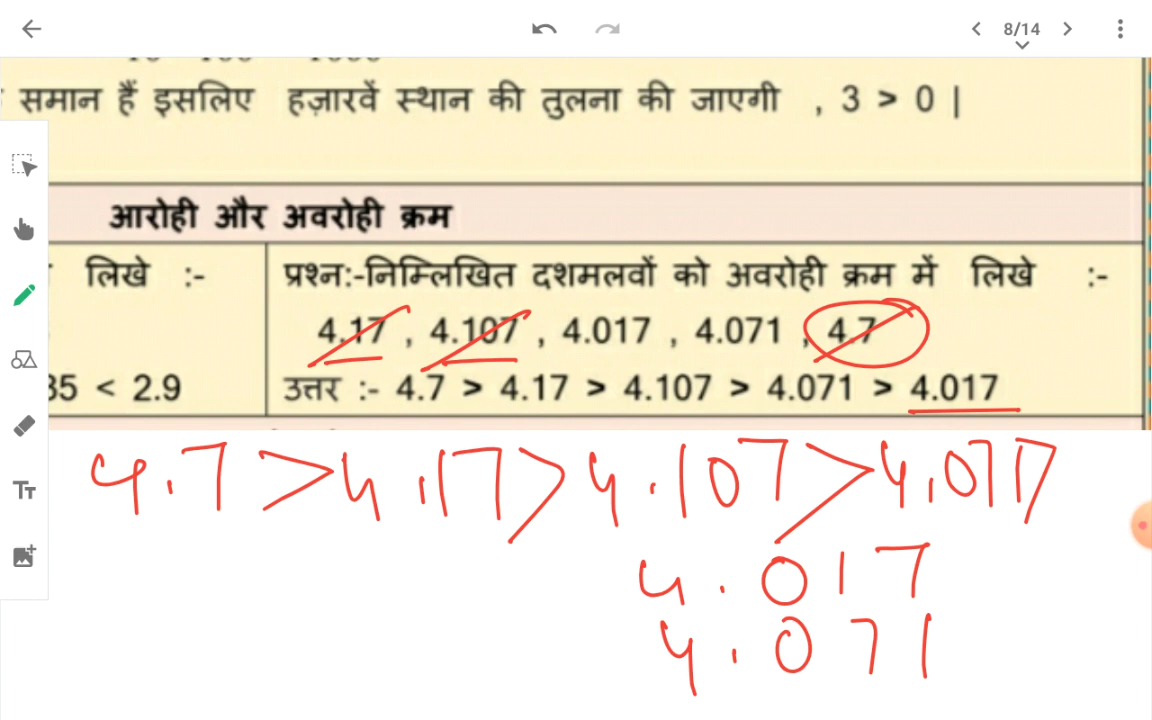 8/14
समान हैं इसलिए हज़ारवें स्थान की तुलना की जाएगी , 3 > 0 |
आरोही और अवरोही क्रम
लिखे :-
प्रश्न:-निम्लिखित दशमलवों को अवरोही क्रम में लिखे :-
4.17 , 4.107 , 4.017 , 4.071 , 4.7
35 < 2.9
उत्तर :- 4.7 > 4.17 > 4.107 > 4.071 > 4.017
4.7 > 4.17 > 4.107 >
4.017
4.071
Tт